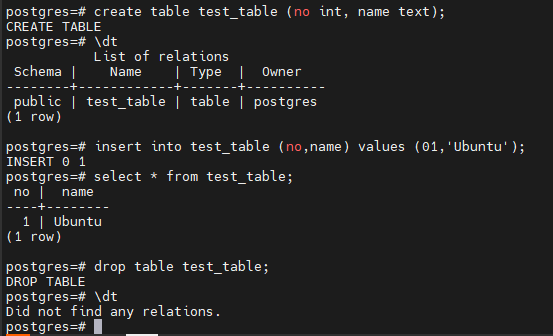 postgres=# create table test_table (no int, name text);
CREATE TABLE
postgres=# \dt
           List of relations
 Schema |    Name    | Type  |  Owner
--------+------------+-------+----------
 public | test_table | table | postgres
(1 row)

postgres=# insert into test_table (no,name) values (01,'Ubuntu');
INSERT 0 1
postgres=# select * from test_table;
 no |  name
----+--------
  1 | Ubuntu
(1 row)

postgres=# drop table test_table;
DROP TABLE
postgres=# \dt
Did not find any relations.
postgres=#